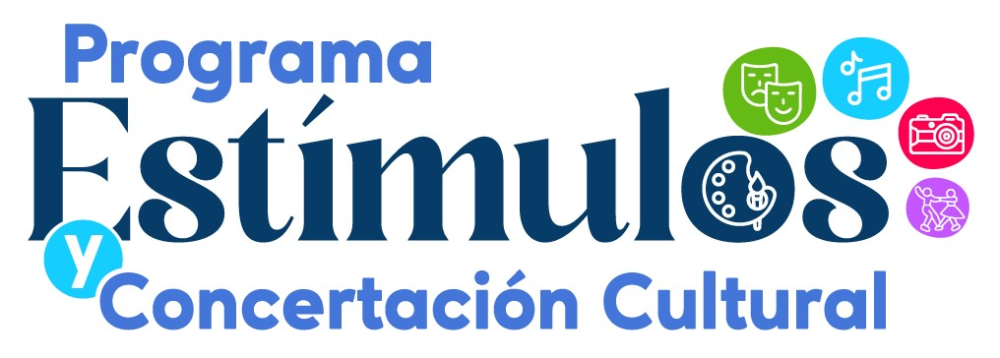 Programa
Estímulos
y
Concertación Cultural